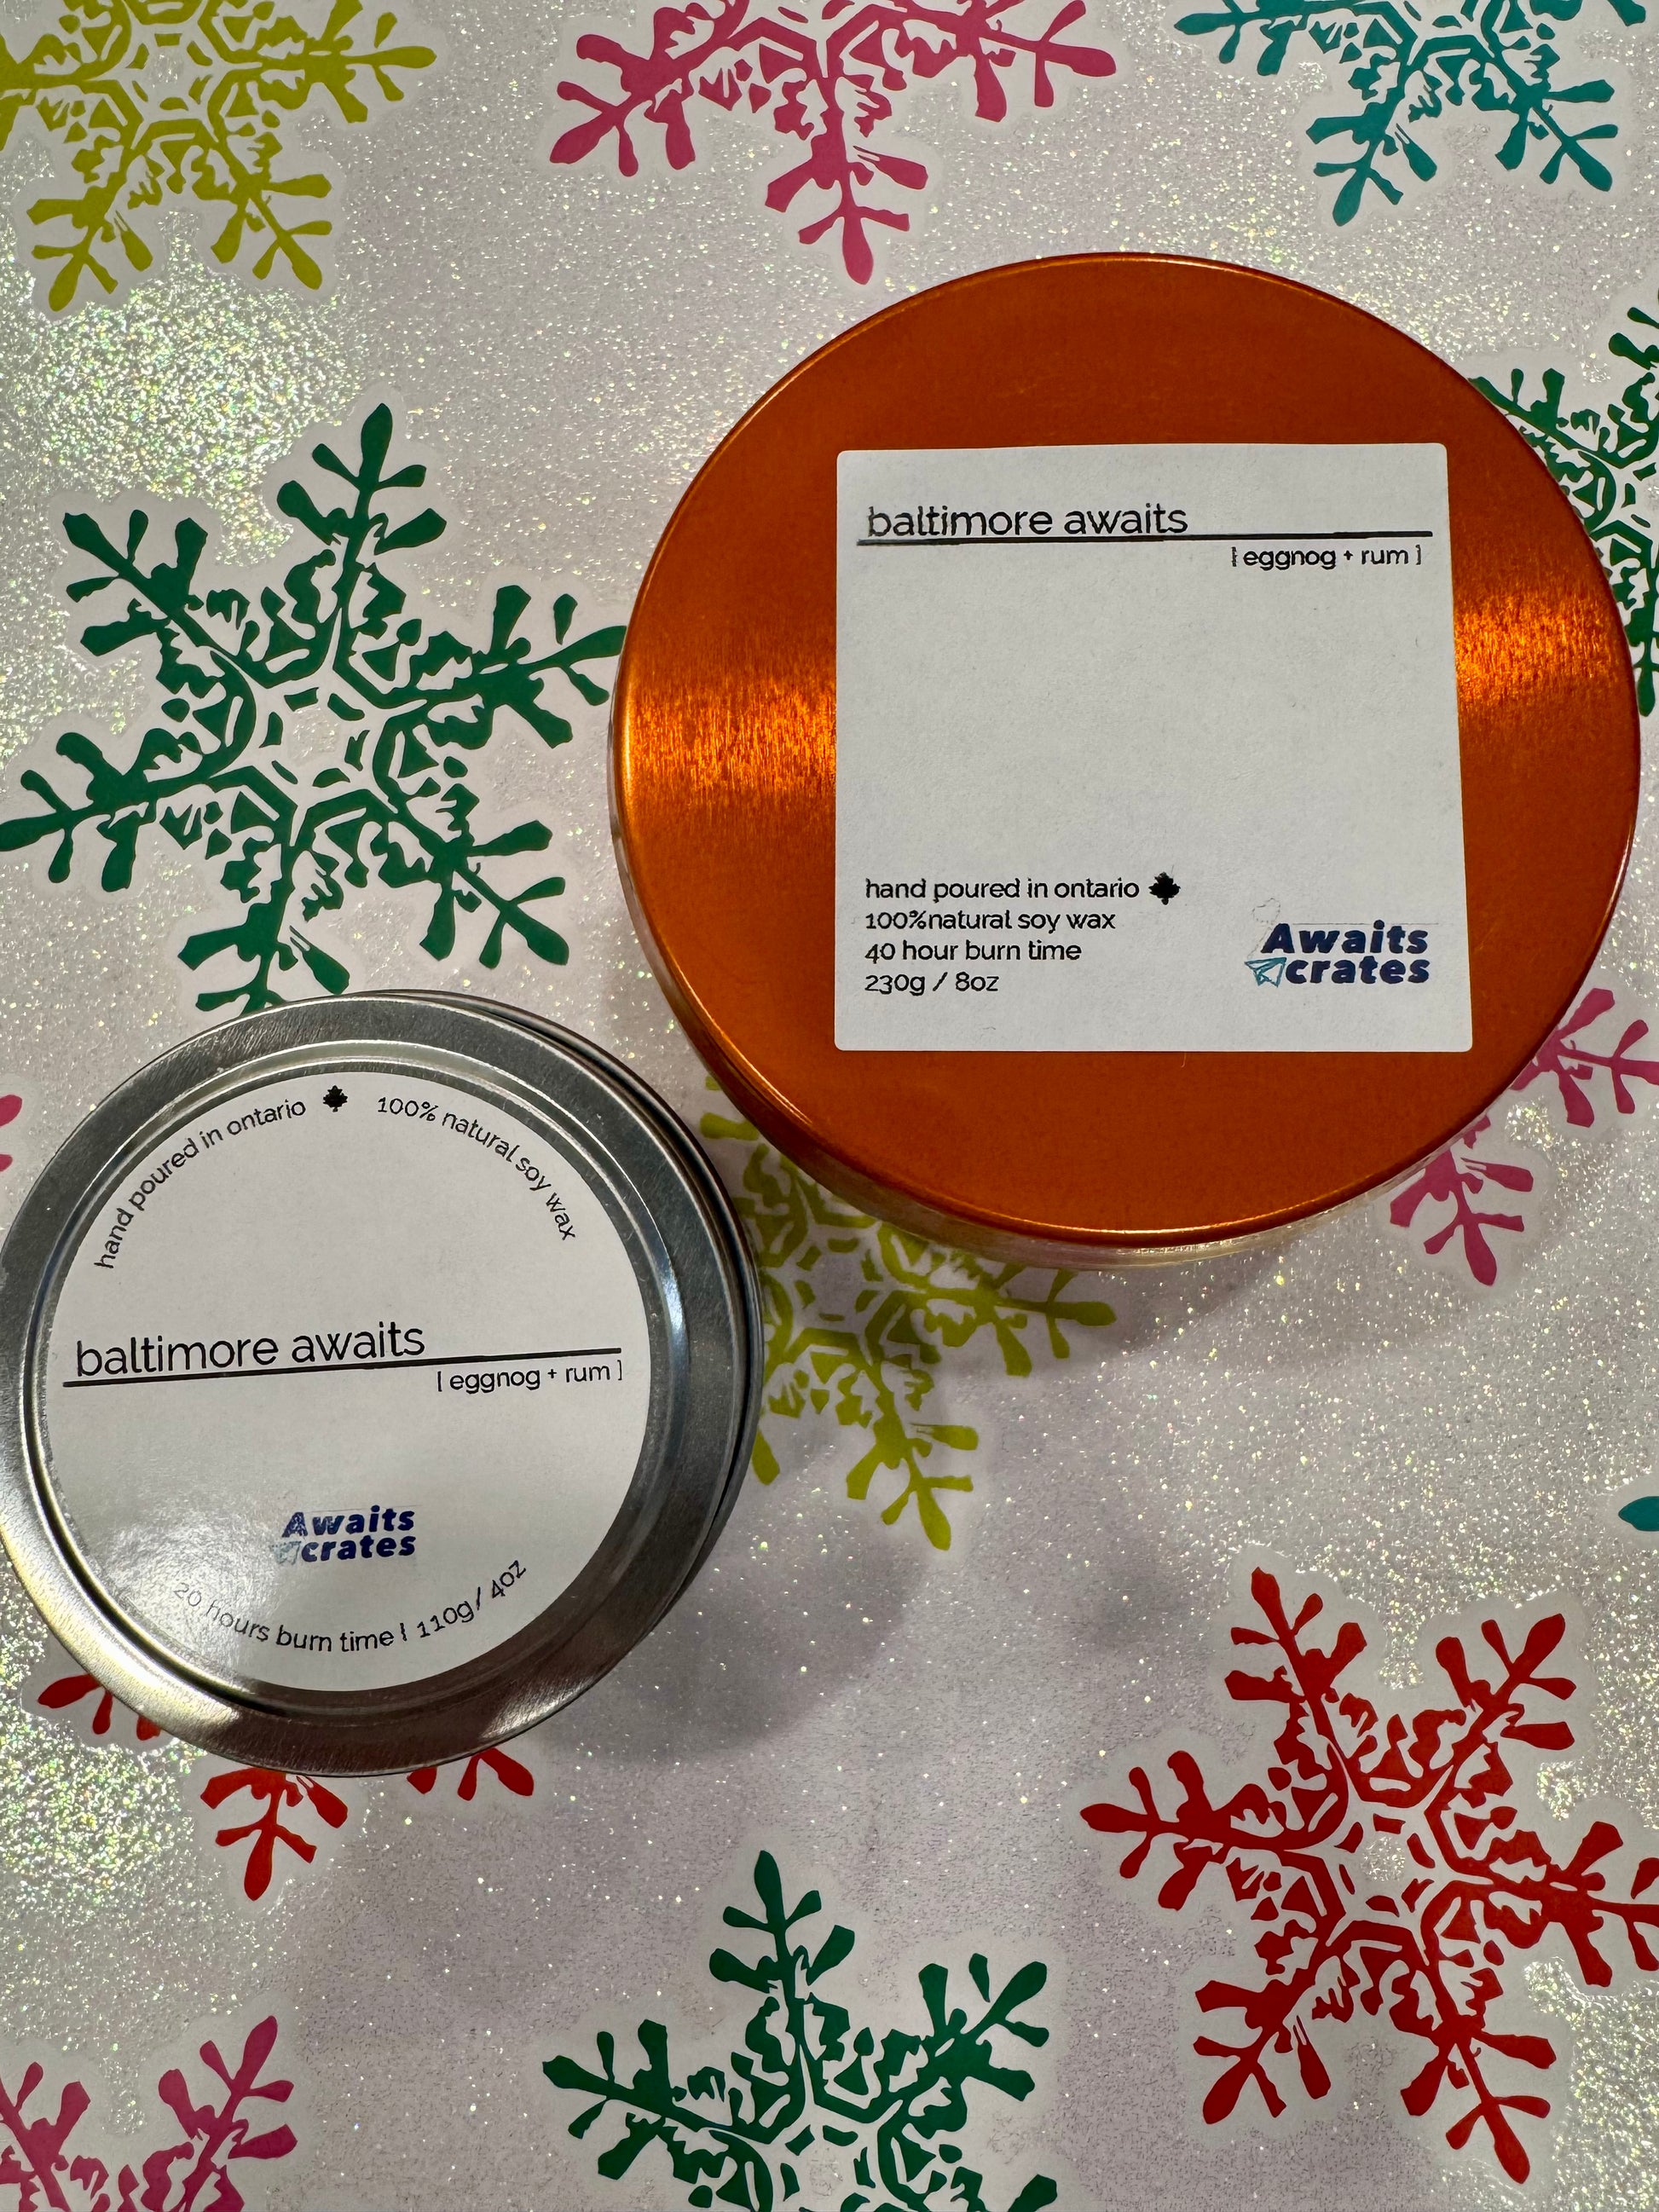 baltimore awaits
[ eggnog + rum ]
hand poured in ontario
100%natural soy wax
40 hour burn time
230g / 8oz
Awaits
crates
hand poured in ontario 100% natural soy wax
baltimore awaits
[ eggnog + rum ]
Awaits
crates
20 hours burn time | 110g/ 4oz